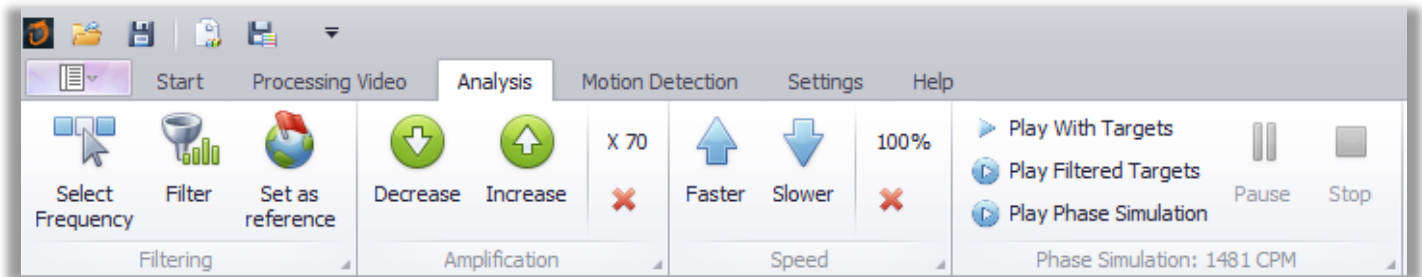 Start Processing Video Analysis Motion Detection Settings Help
Select Frequency
Filter
Set as reference
Decrease
Increase
X 70
Faster
Slower
100%
Play With Targets
Play Filtered Targets
Play Phase Simulation
Pause
Stop
Filtering
Amplification
Speed
Phase Simulation: 1481 CPM